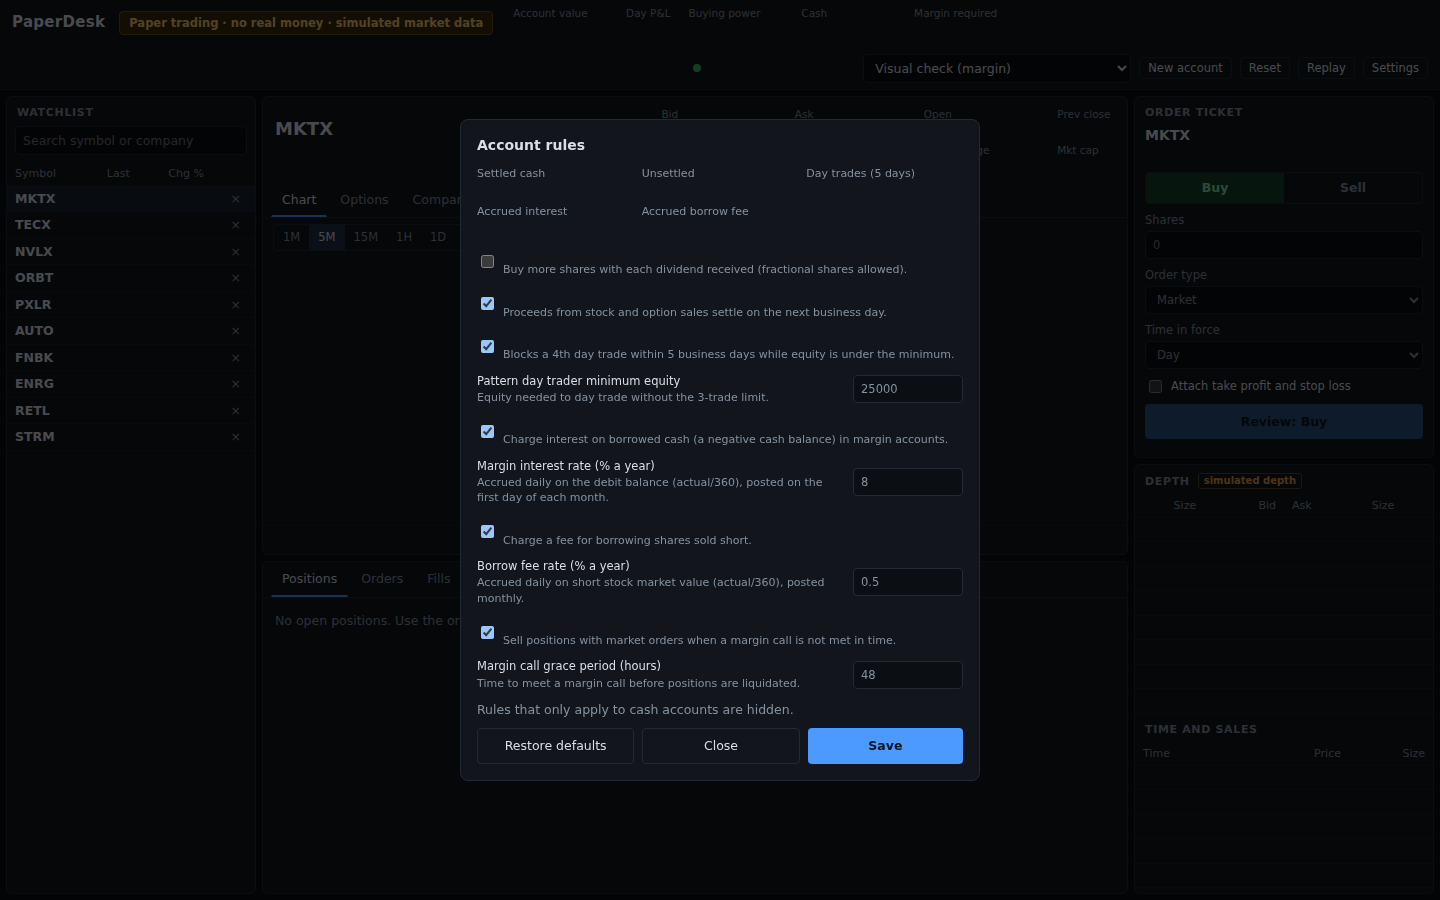 PaperDesk
Paper trading · no real money · simulated market data
Account value
Day P&L
Buying power
Cash
Margin required
Visual check (margin)
New account
Reset
Replay
Settings
WATCHLIST
Search symbol or company
Symbol Last Chg %
MKTX ×
TECX ×
NVLX ×
ORBT ×
PXLR ×
AUTO ×
FNBK ×
ENRG ×
RETL ×
STRM ×
MKTX
Bid
Ask
Open
Prev close
Mkt cap
Chart
Options
1M 5M 15M 1H 1D
Positions
Orders
Fills
No open positions. Use the
Account rules
Settled cash
Unsettled
Day trades (5 days)
Accrued interest
Accrued borrow fee
Buy more shares with each dividend received (fractional shares allowed).
Proceeds from stock and option sales settle on the next business day.
Blocks a 4th day trade within 5 business days while equity is under the minimum.
Pattern day trader minimum equity
Equity needed to day trade without the 3-trade limit.
25000
Charge interest on borrowed cash (a negative cash balance) in margin accounts.
Margin interest rate (% a year)
Accrued daily on the debit balance (actual/360), posted on the
first day of each month.
8
Charge a fee for borrowing shares sold short.
Borrow fee rate (% a year)
Accrued daily on short stock market value (actual/360), posted
monthly.
0.5
Sell positions with market orders when a margin call is not met in time.
Margin call grace period (hours)
Time to meet a margin call before positions are liquidated.
48
Rules that only apply to cash accounts are hidden.
Restore defaults
Close
Save
ORDER TICKET
MKTX
Buy
Sell
Shares
0
Order type
Market
Time in force
Day
Attach take profit and stop loss
Review: Buy
DEPTH simulated depth
Size Bid Ask Size
TIME AND SALES
Time Price Size